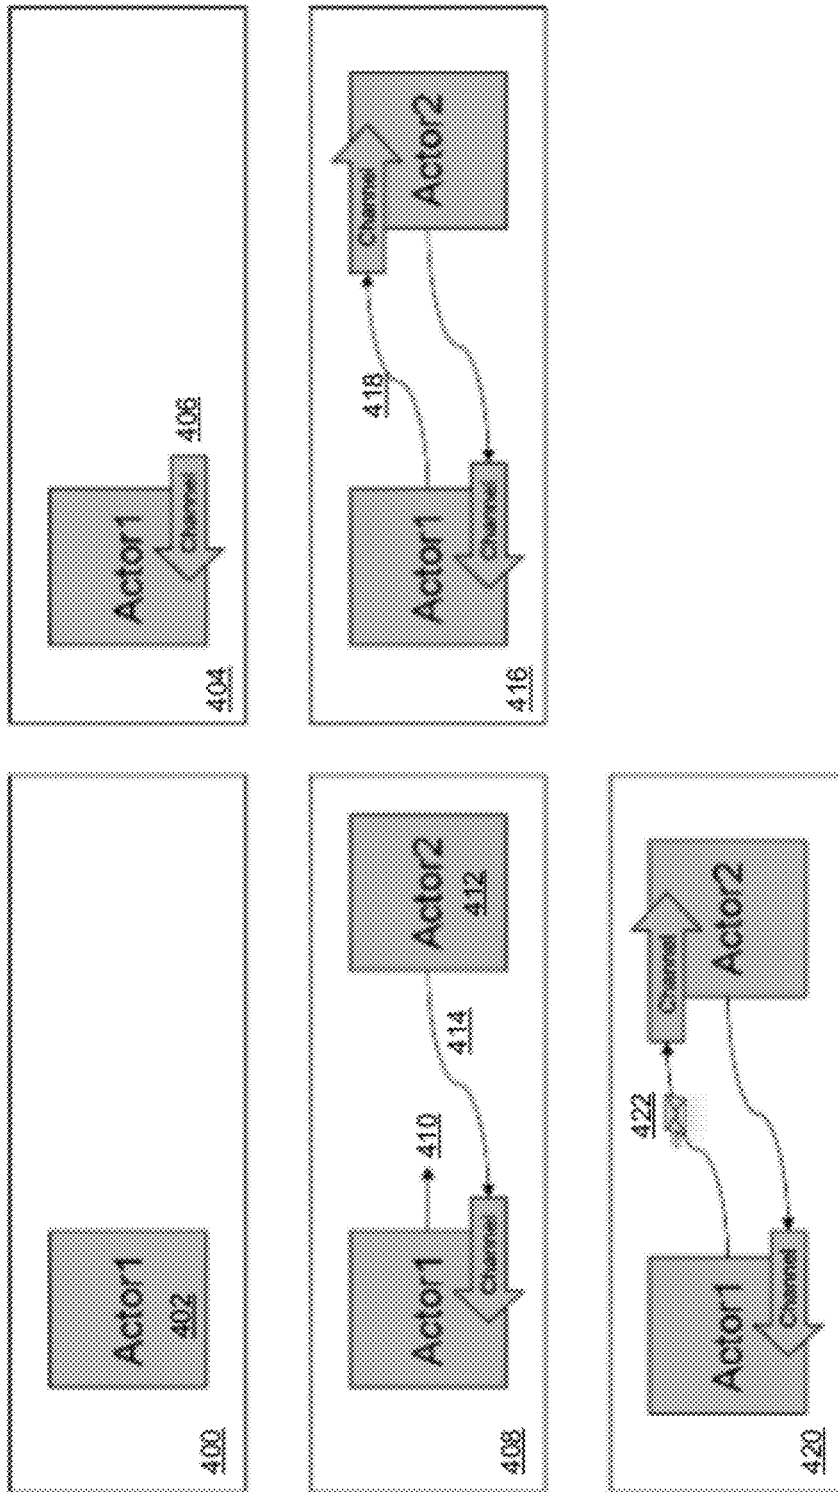 Actor1
402
400
Actor1
Channel
406
404
Actor1
410
Actor2
412
414
Channel
408
Channel
418
Actor1
Actor2
Channel
416
422
Channel
Actor1
Actor2
Channel
420